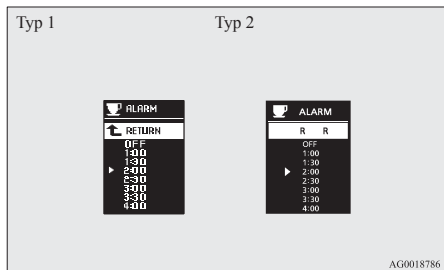 Typ 1
ALARM
RETURN
OFF
1:00
1:30
2:00
2:30
3:00
3:30
4:00
Typ 2
ALARM
R R
OFF
1:00
1:30
2:00
2:30
3:00
3:30
4:00
AG0018786